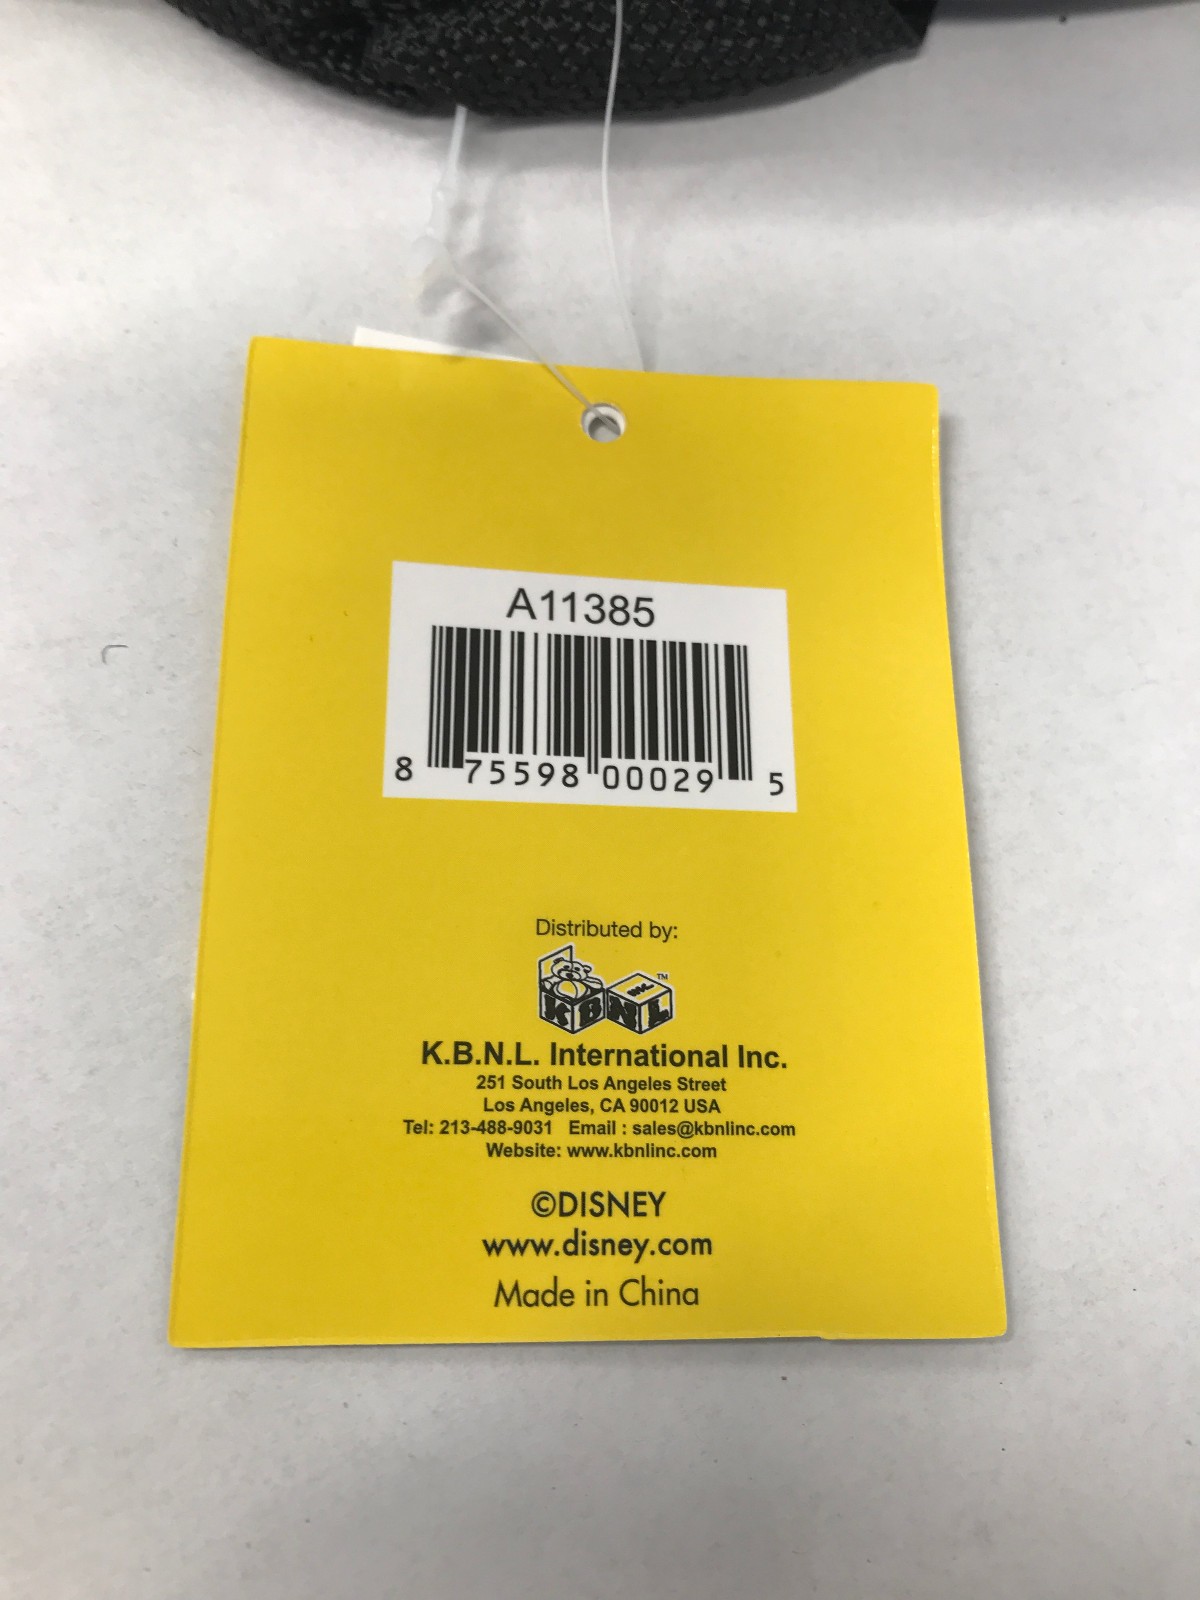 A11385
8 75598 00029 5
Distributed by:
KBNL INC. ™
K.B.N.L. International Inc.
251 South Los Angeles Street
Los Angeles, CA 90012 USA
Tel: 213-488-9031 Email : sales@kbnlinc.com
Website: www.kbnlinc.com
©DISNEY
www.disney.com
Made in China